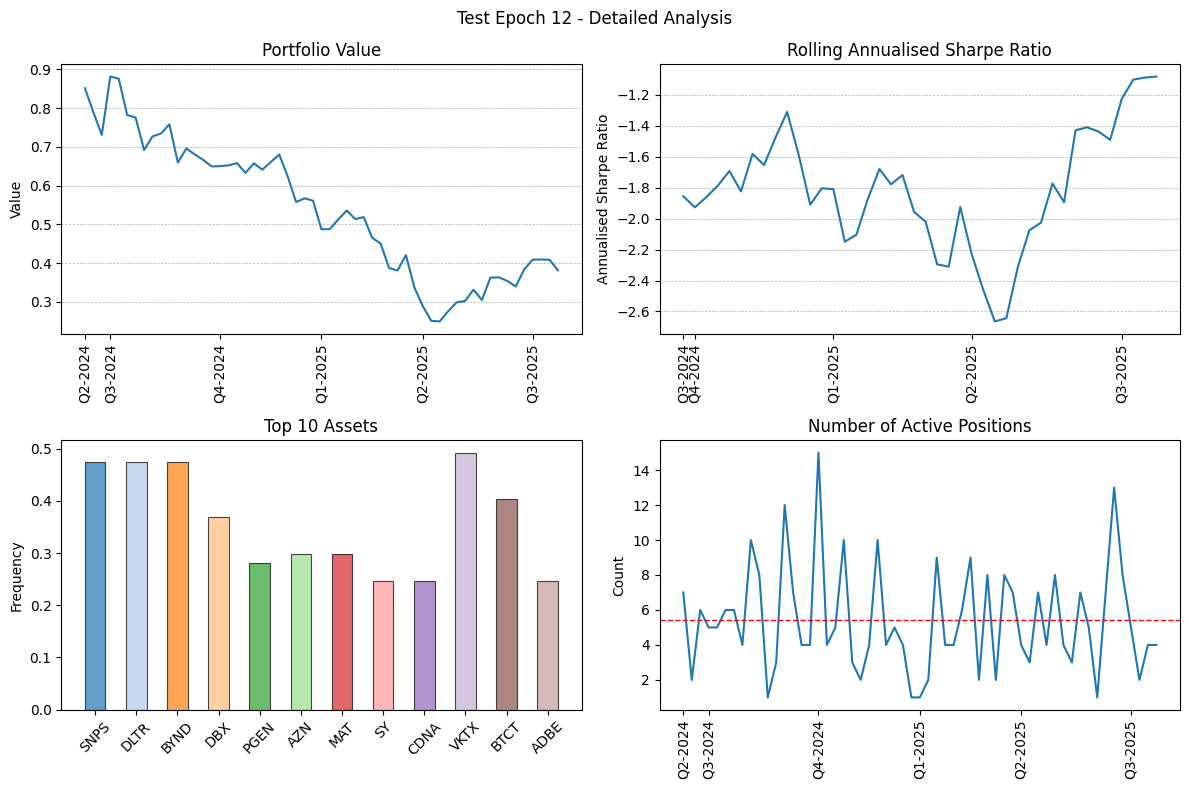 Test Epoch 12 - Detailed Analysis
Portfolio Value
Value
0.9
0.8
0.7
0.6
0.5
0.4
0.3
Q2-2024
Q3-2024
Q4-2024
Q1-2025
Q2-2025
Q3-2025
Rolling Annualised Sharpe Ratio
Annualised Sharpe Ratio
−1.2
−1.4
−1.6
−1.8
−2.0
−2.2
−2.4
−2.6
Q3-2024
Q4-2024
Q1-2025
Q2-2025
Q3-2025
Top 10 Assets
Frequency
0.5
0.4
0.3
0.2
0.1
0.0
SNPS
DLTR
BYND
DBX
PGEN
AZN
MAT
SY
CDNA
VKTX
BTCT
ADBE
Number of Active Positions
Count
14
12
10
8
6
4
2
Q2-2024
Q3-2024
Q4-2024
Q1-2025
Q2-2025
Q3-2025